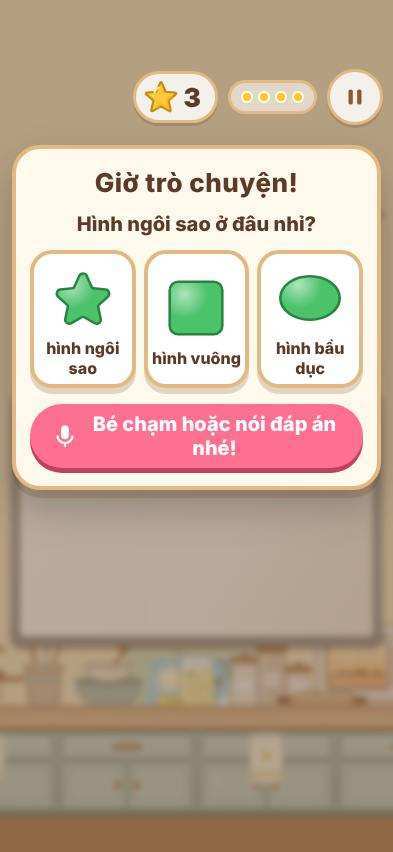 3
Giờ trò chuyện!
Hình ngôi sao ở đâu nhỉ?
hình ngôi
sao
hình vuông
hình bầu
dục
Bé chạm hoặc nói đáp án
nhé!